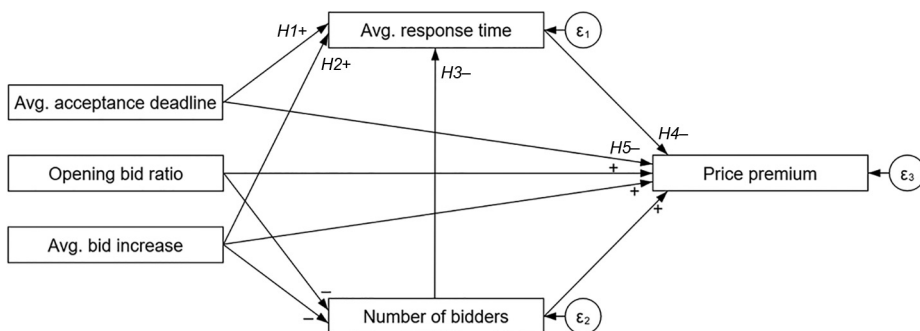 Avg. response time
ε1
H1+
H2+
H3–
Avg. acceptance deadline
H4–
H5–
Opening bid ratio
+
Price premium
ε3
+
+
Avg. bid increase
–
–
Number of bidders
ε2